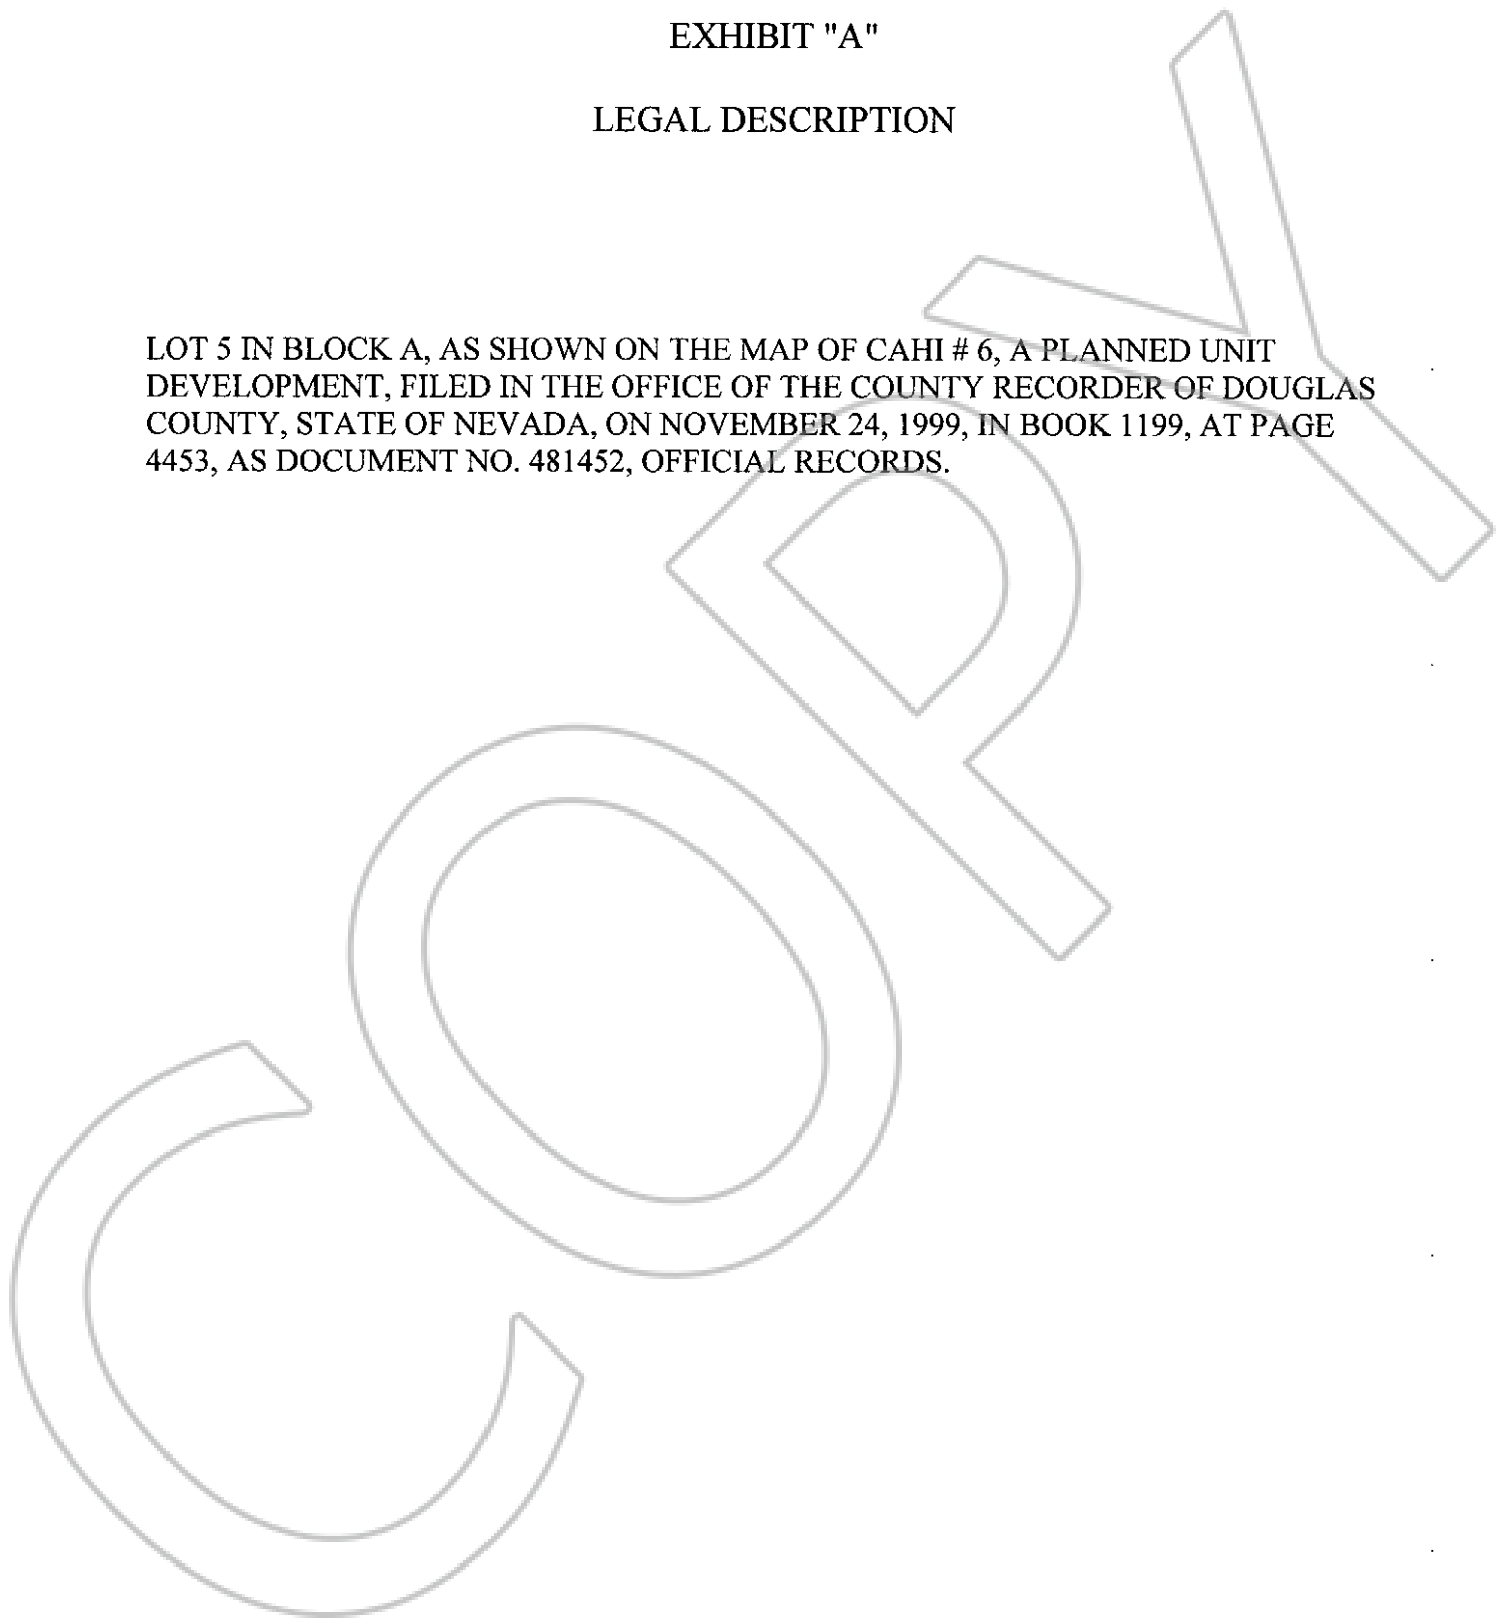 EXHIBIT "A"
LEGAL DESCRIPTION
LOT 5 IN BLOCK A, AS SHOWN ON THE MAP OF CAHI # 6, A PLANNED UNIT
DEVELOPMENT, FILED IN THE OFFICE OF THE COUNTY RECORDER OF DOUGLAS
COUNTY, STATE OF NEVADA, ON NOVEMBER 24, 1999, IN BOOK 1199, AT PAGE
4453, AS DOCUMENT NO. 481452, OFFICIAL RECORDS.
COPY